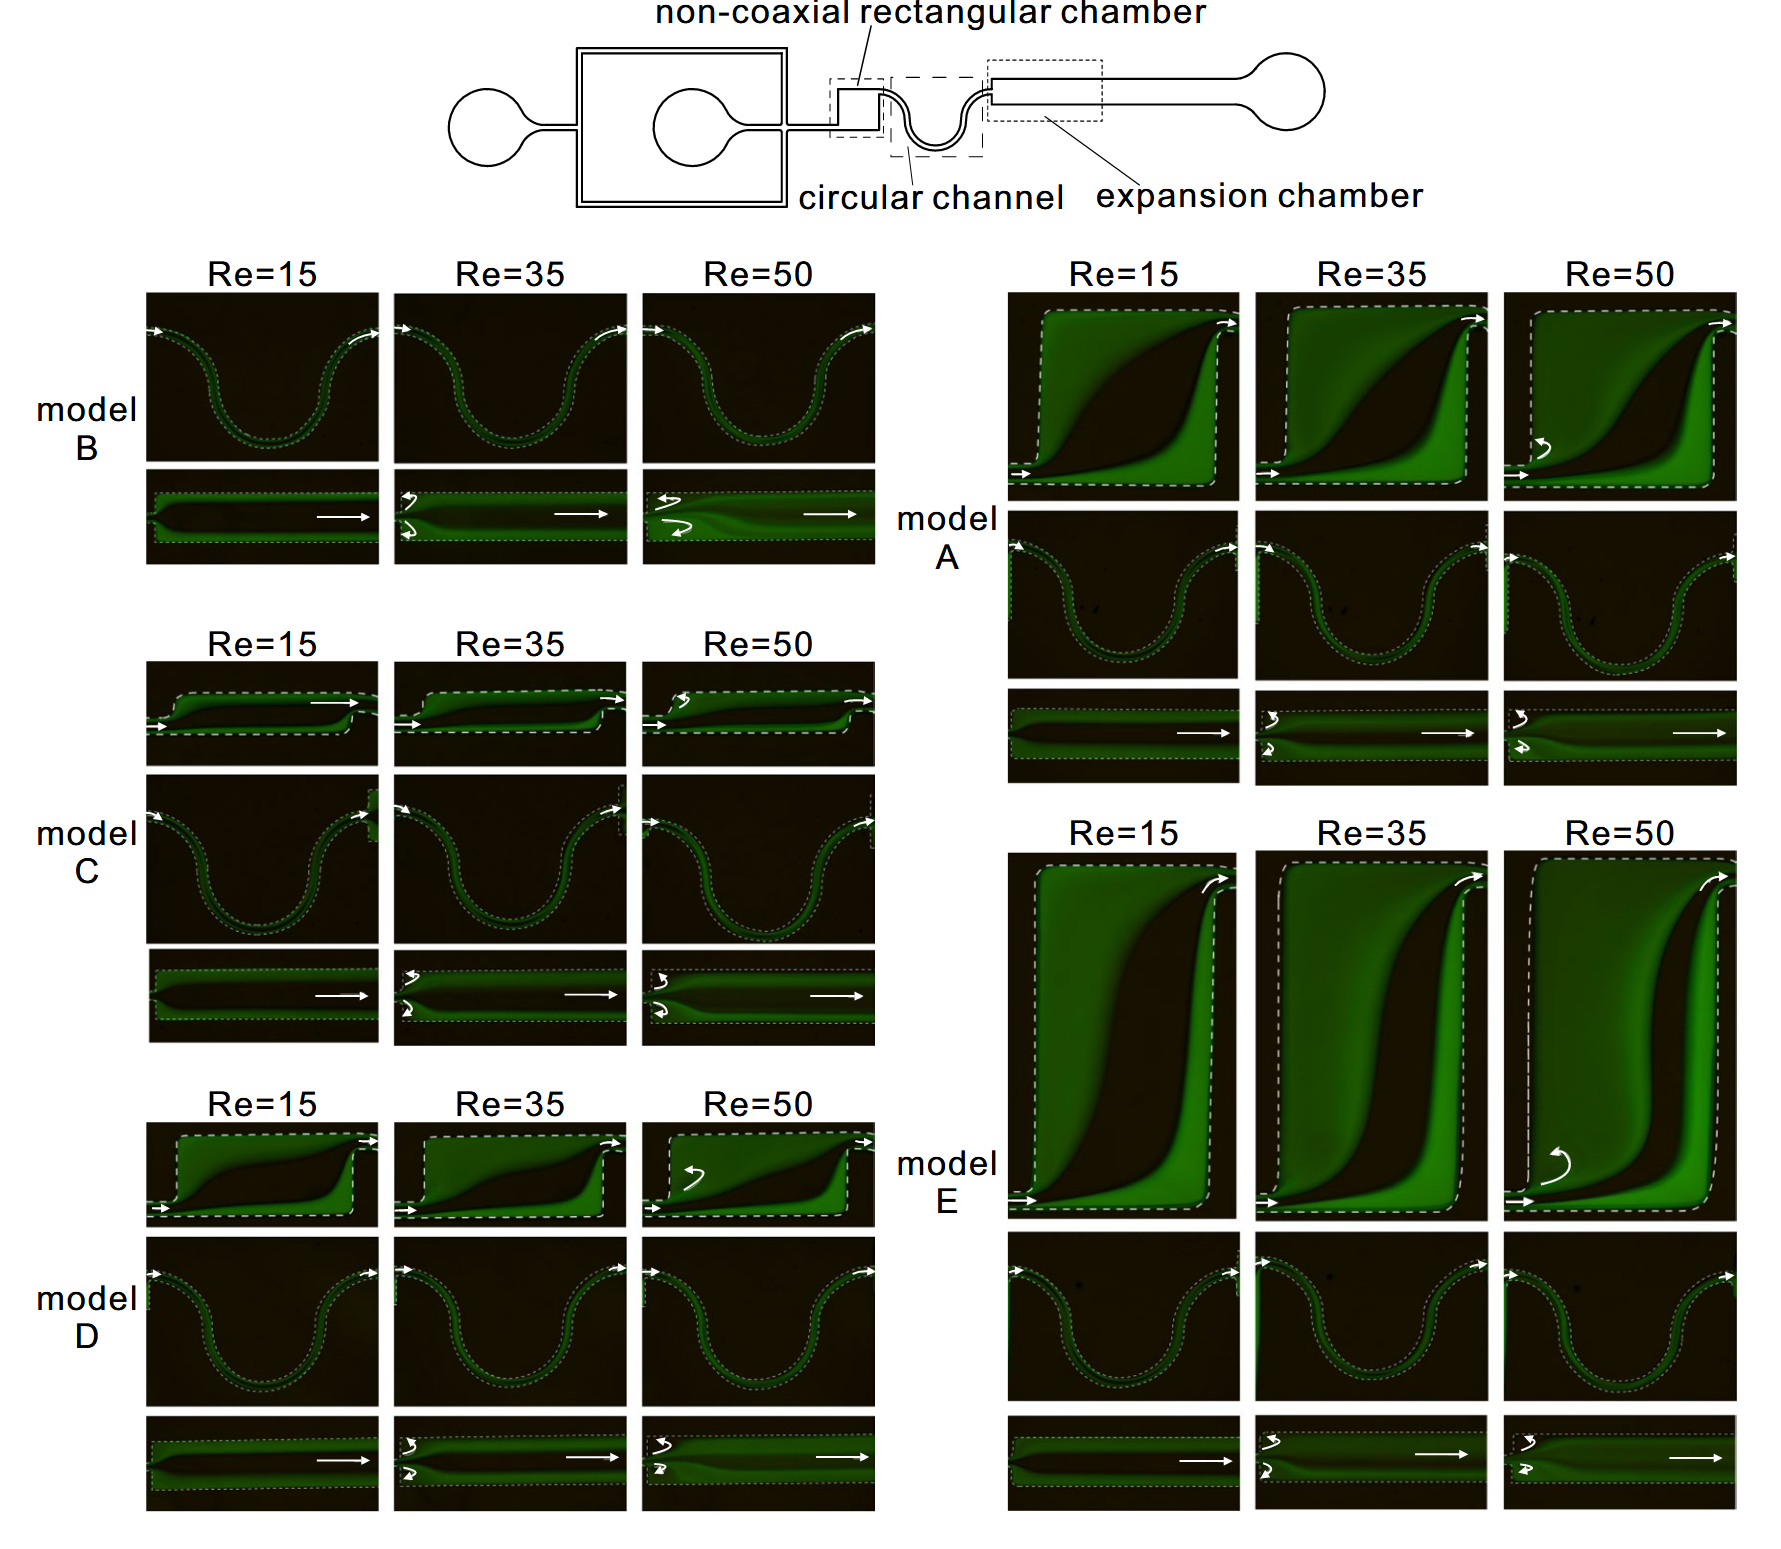 non-coaxial rectangular chamber
circular channel
expansion chamber
Re=15 Re=35 Re=50
model
B
Re=15 Re=35 Re=50
model
A
Re=15 Re=35 Re=50
model
C
Re=15 Re=35 Re=50
model
E
Re=15 Re=35 Re=50
model
D